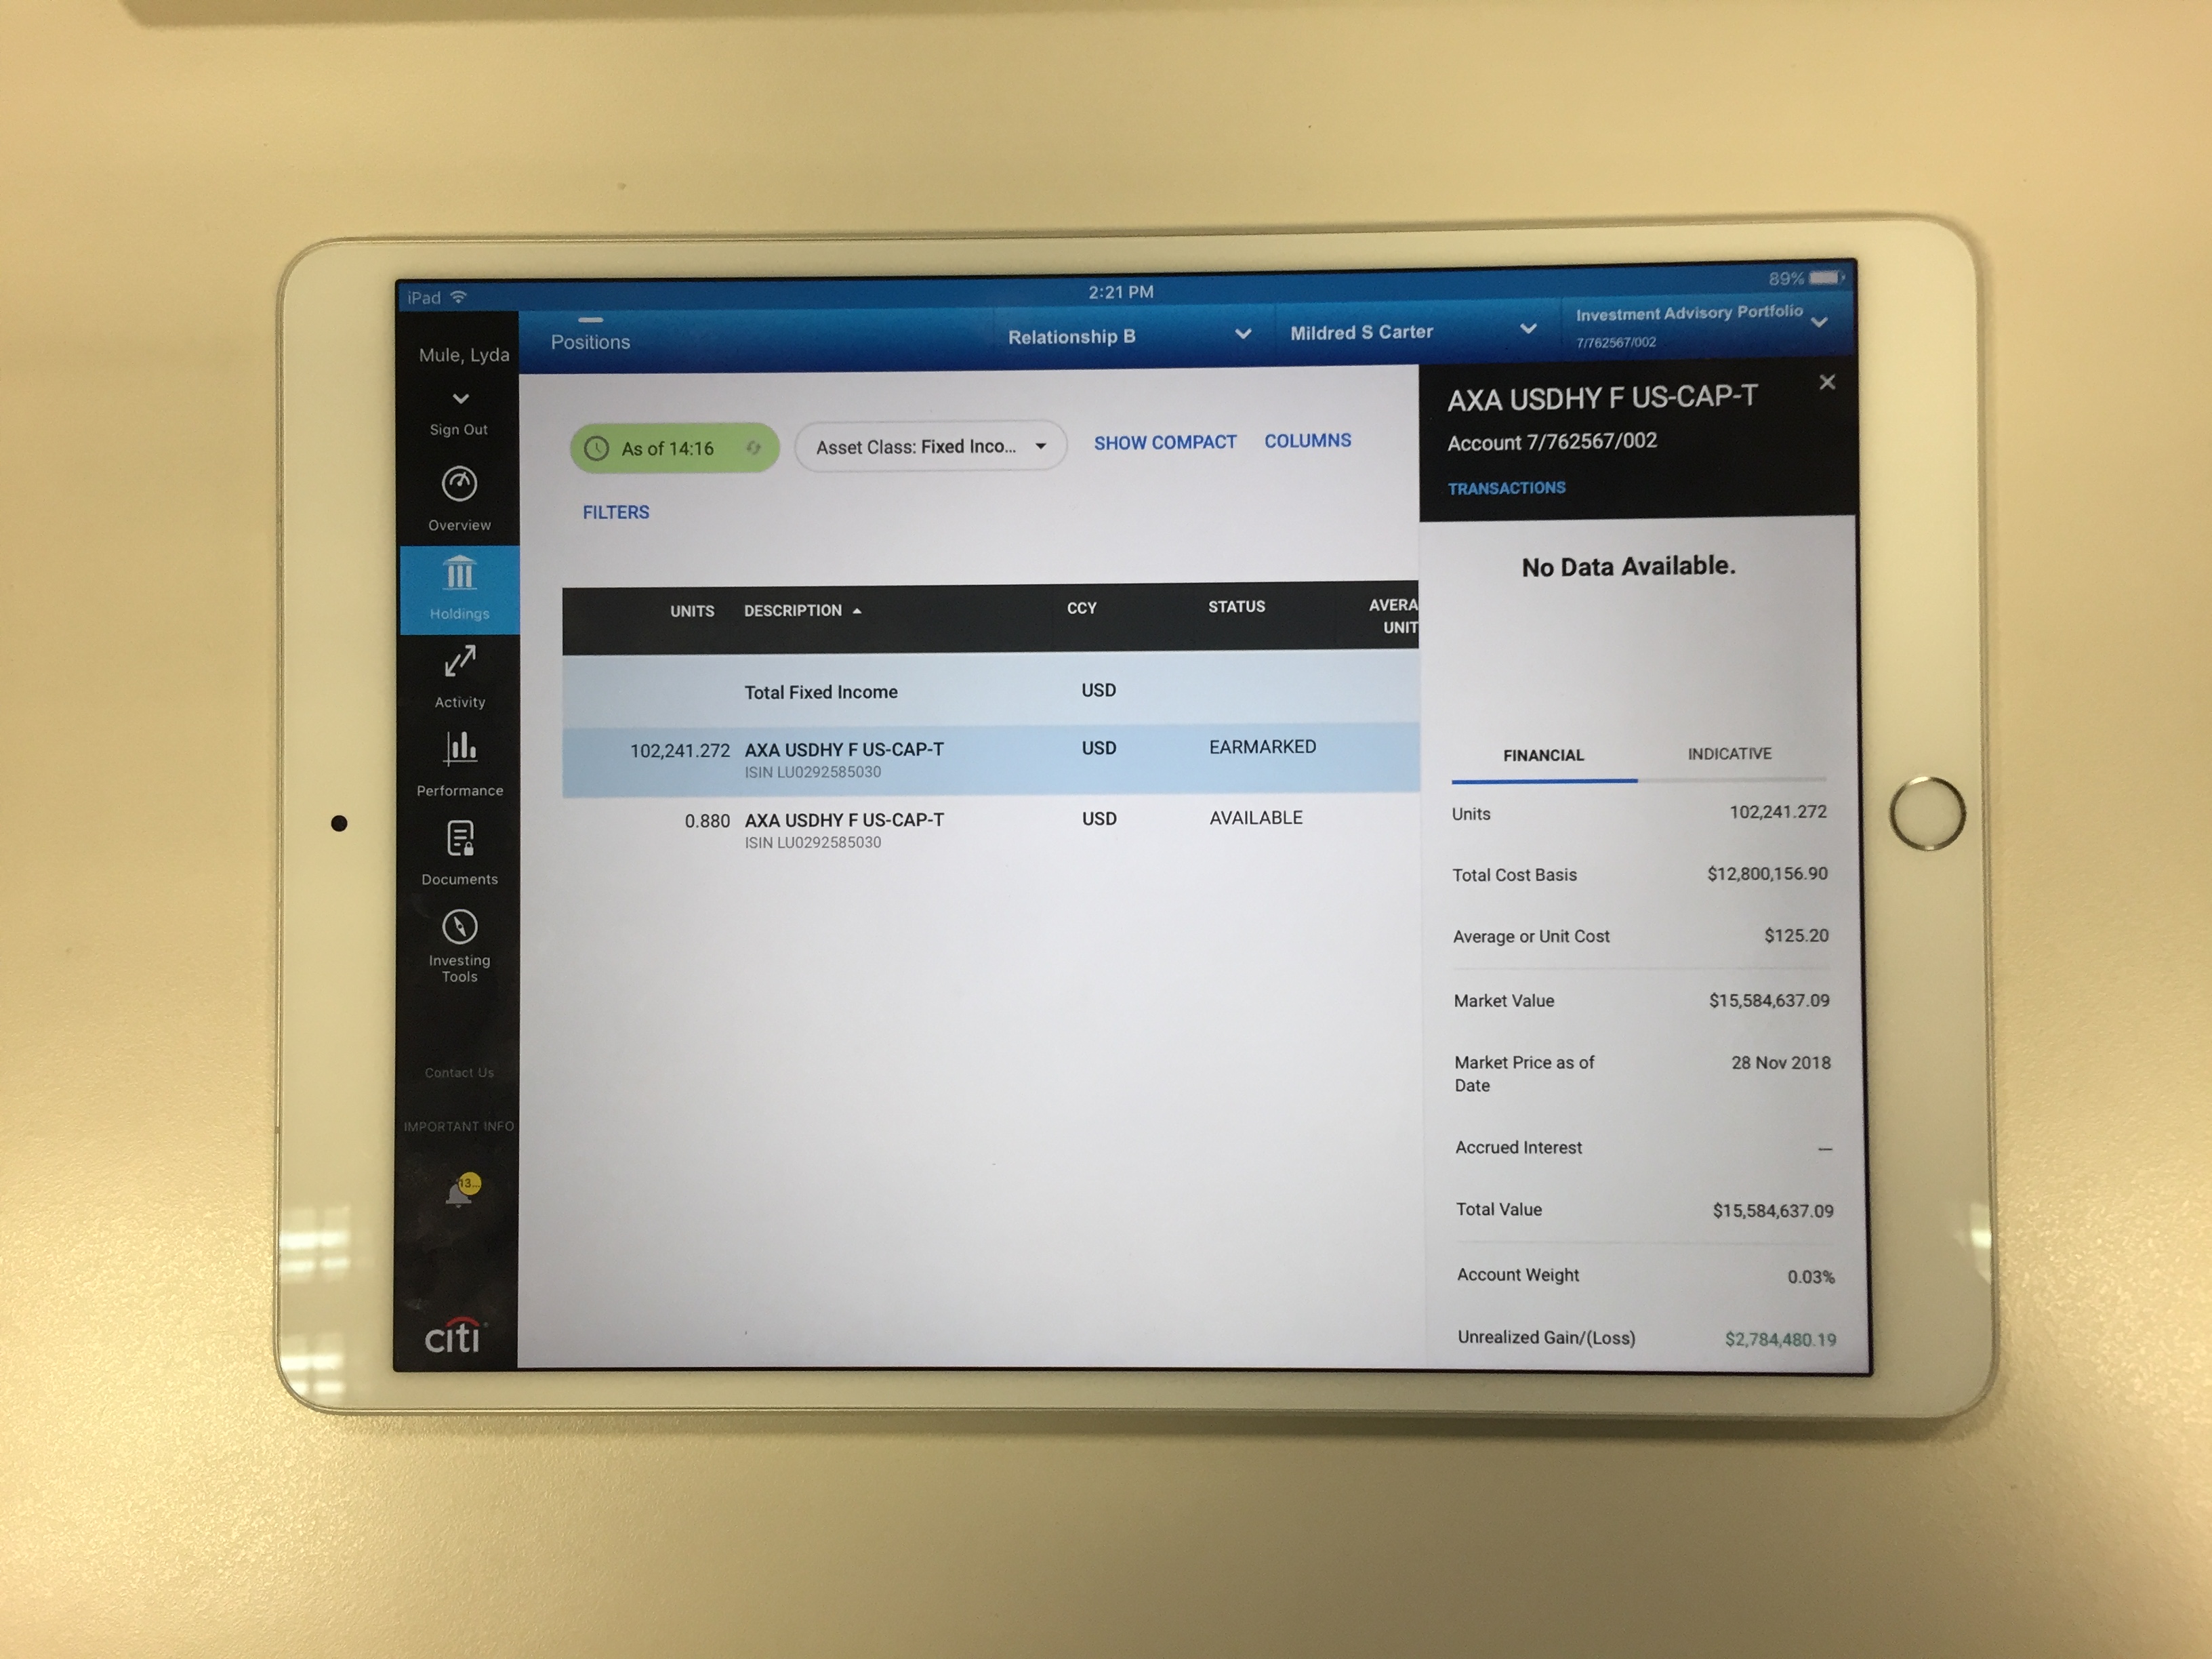 iPad
2:21 PM
89%
Mule, Lyda
Sign Out
Overview
Holdings
Activity
Performance
Documents
Investing
Tools
Contact Us
IMPORTANT INFO
13...
citi
Positions
Relationship B
Mildred S Carter
Investment Advisory Portfolio
7/762567/002
As of 14:16
Asset Class: Fixed Inco...
SHOW COMPACT
COLUMNS
FILTERS
UNITS DESCRIPTION CCY STATUS AVERA
UNIT
Total Fixed Income USD
102,241.272 AXA USDHY F US-CAP-T USD EARMARKED
ISIN LU0292585030
0.880 AXA USDHY F US-CAP-T USD AVAILABLE
ISIN LU0292585030
AXA USDHY F US-CAP-T
Account 7/762567/002
TRANSACTIONS
No Data Available.
FINANCIAL INDICATIVE
Units 102,241.272
Total Cost Basis $12,800,156.90
Average or Unit Cost $125.20
Market Value $15,584,637.09
Market Price as of 28 Nov 2018
Date
Accrued Interest —
Total Value $15,584,637.09
Account Weight 0.03%
Unrealized Gain/(Loss) $2,784,480.19